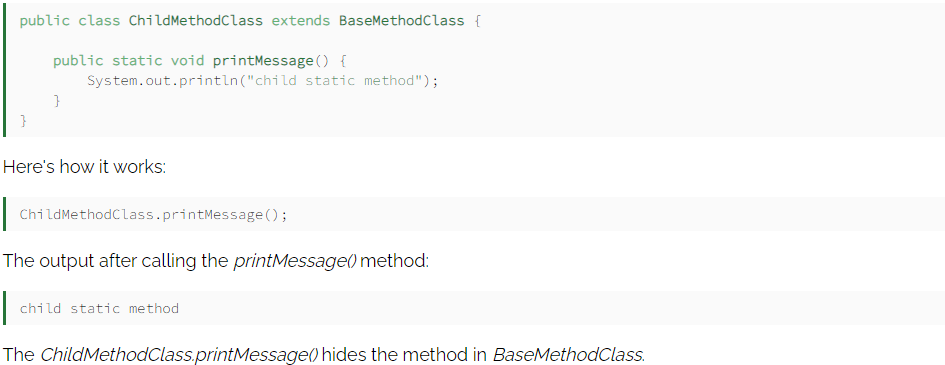 public class ChildMethodClass extends BaseMethodClass {
    public static void printMessage() {
        System.out.println("child static method");
    }
}
Here's how it works:
ChildMethodClass.printMessage();
The output after calling the printMessage() method:
child static method
The ChildMethodClass.printMessage() hides the method in BaseMethodClass.